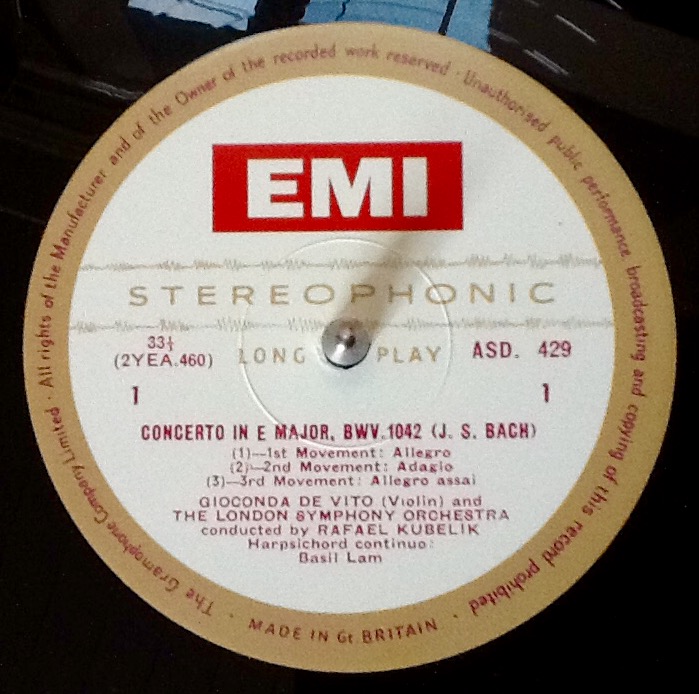 All rights of the Manufacturer and of the Owner of the recorded work reserved · Unauthorised public performance, broadcasting and copying of this record prohibited
EMI
STEREOPHONIC
33⅓
(2YEA.460)
LONG PLAY
ASD. 429
1 1
CONCERTO IN E MAJOR, BWV.1042 (J. S. BACH)
(1)—1st Movement: Allegro
(2)—2nd Movement: Adagio
(3)—3rd Movement: Allegro assai
GIOCONDA DE VITO (Violin) and
THE LONDON SYMPHONY ORCHESTRA
conducted by RAFAEL KUBELIK
Harpsichord continuo:
Basil Lam
The Gramophone Company Limited ·
· MADE IN Gt. BRITAIN ·